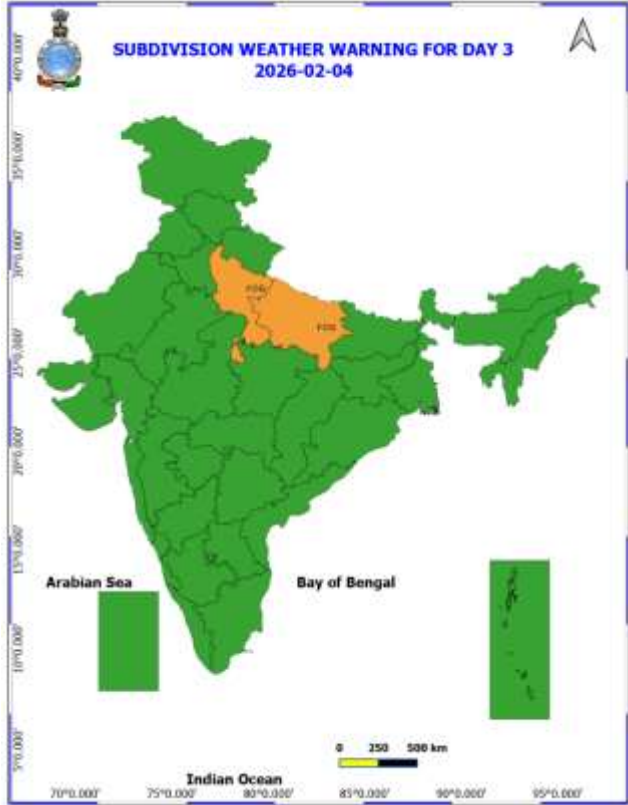 SUBDIVISION WEATHER WARNING FOR DAY 3
2026-02-04
40°0.000'
35°0.000'
30°0.000'
25°0.000'
20°0.000'
15°0.000'
10°0.000'
5°0.000'
FOG
FOG
Arabian Sea
Bay of Bengal
0 250 500 km
Indian Ocean
70°0.000' 75°0.000' 80°0.000' 85°0.000' 90°0.000' 95°0.000'